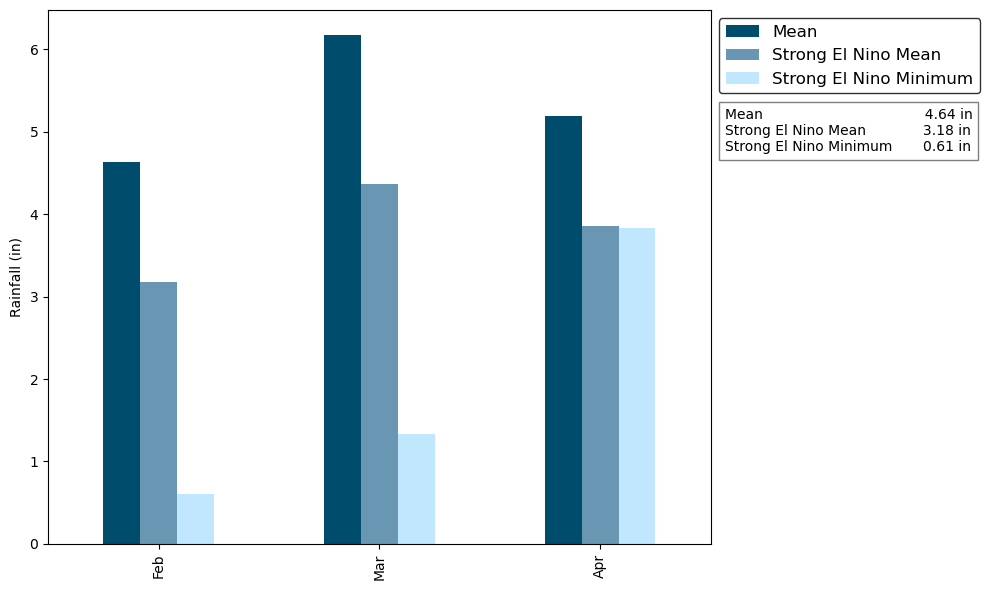 Mean
Strong El Nino Mean
Strong El Nino Minimum
Mean 4.64 in
Strong El Nino Mean 3.18 in
Strong El Nino Minimum 0.61 in
Rainfall (in)
6
5
4
3
2
1
0
Feb
Mar
Apr